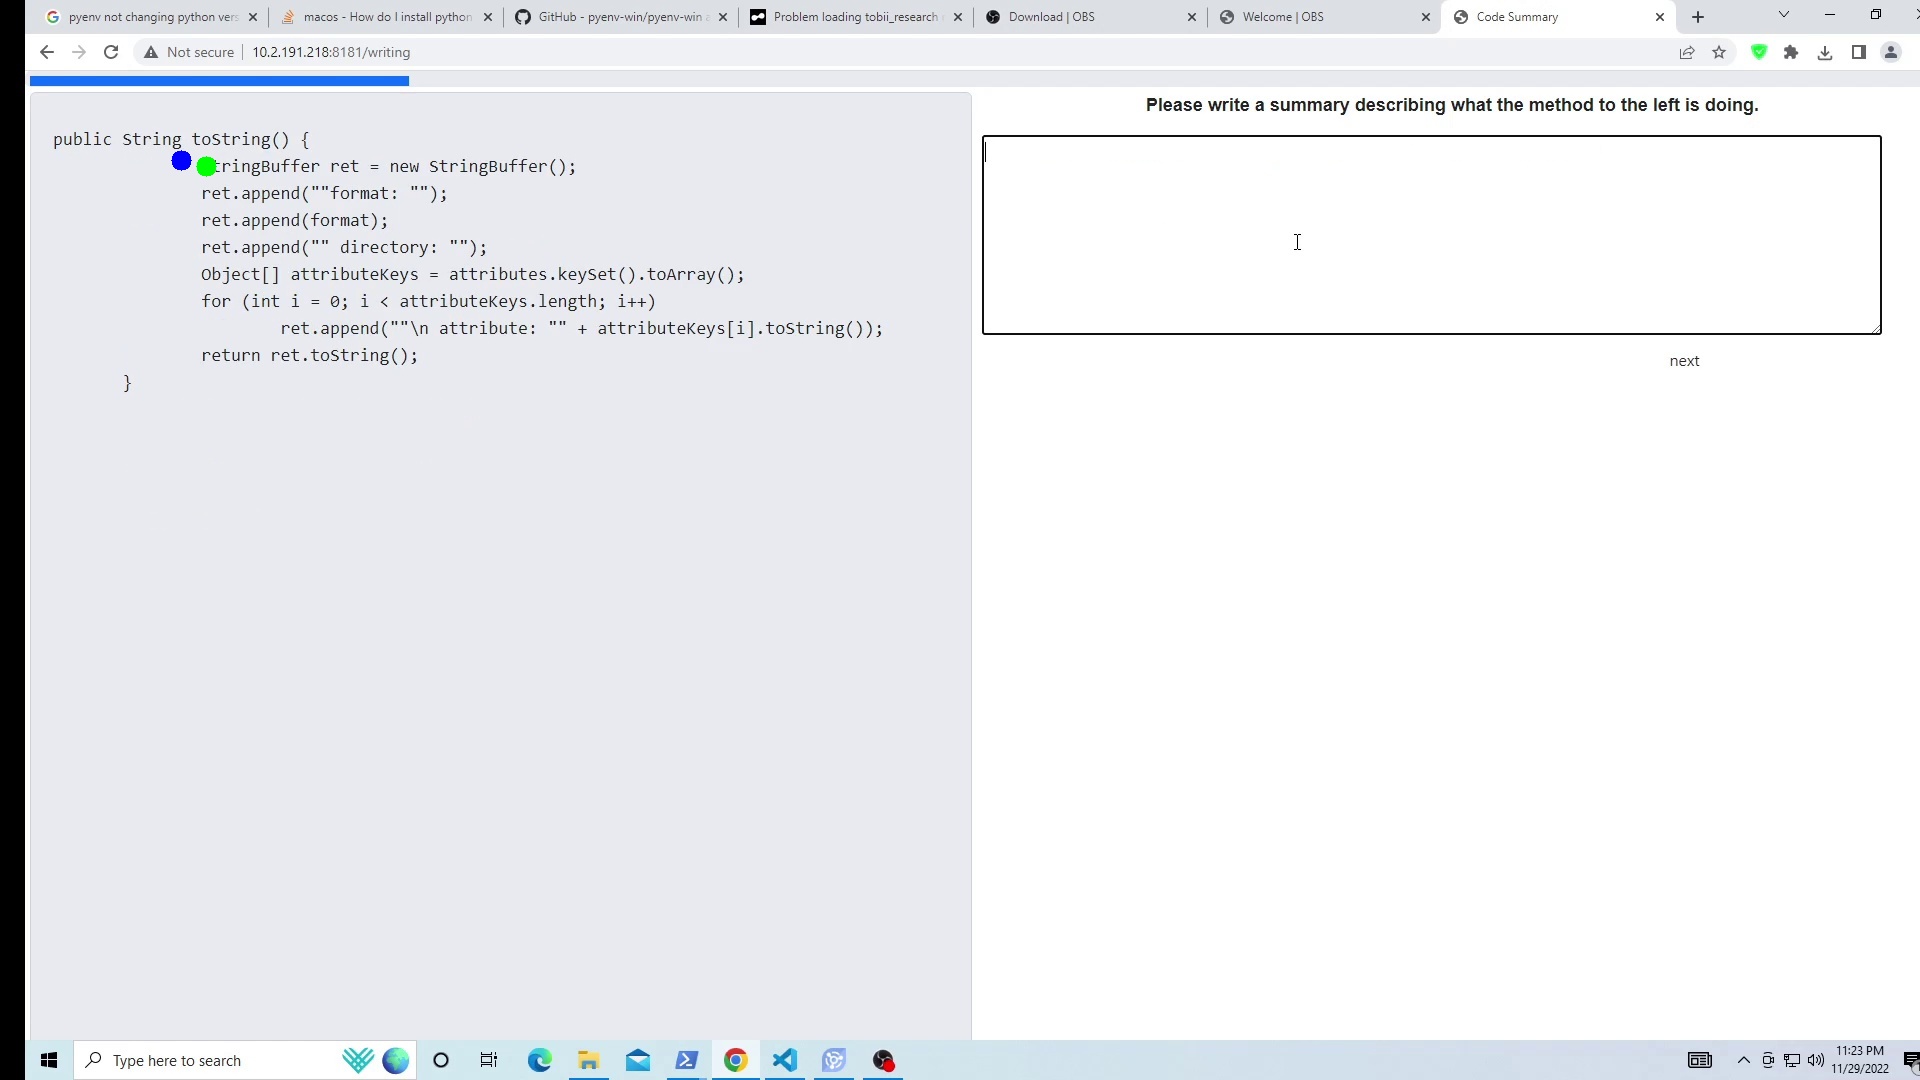 pyenv not changing python vers
macos - How do I install python
GitHub - pyenv-win/pyenv-win a
Problem loading tobii_research
Download | OBS
Welcome | OBS
Code Summary
Not secure
10.2.191.218:8181/writing
public String toString() {
tringBuffer ret = new StringBuffer();
ret.append(""format: "");
ret.append(format);
ret.append("" directory: "");
Object[] attributeKeys = attributes.keySet().toArray();
for (int i = 0; i < attributeKeys.length; i++)
ret.append(""\n attribute: "" + attributeKeys[i].toString());
return ret.toString();
}
Please write a summary describing what the method to the left is doing.
next
Type here to search
11:23 PM
11/29/2022